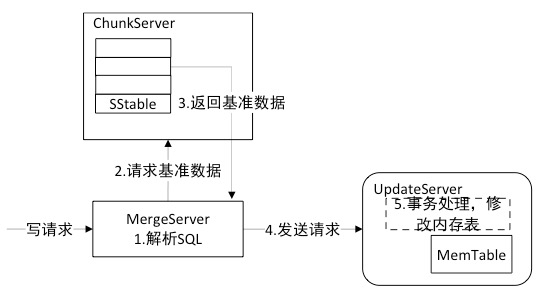 ChunkServer
SStable
3.返回基准数据
2.请求基准数据
写请求
MergeServer
1.解析SQL
4.发送请求
UpdateServer
5.事务处理，修
改内存表
MemTable